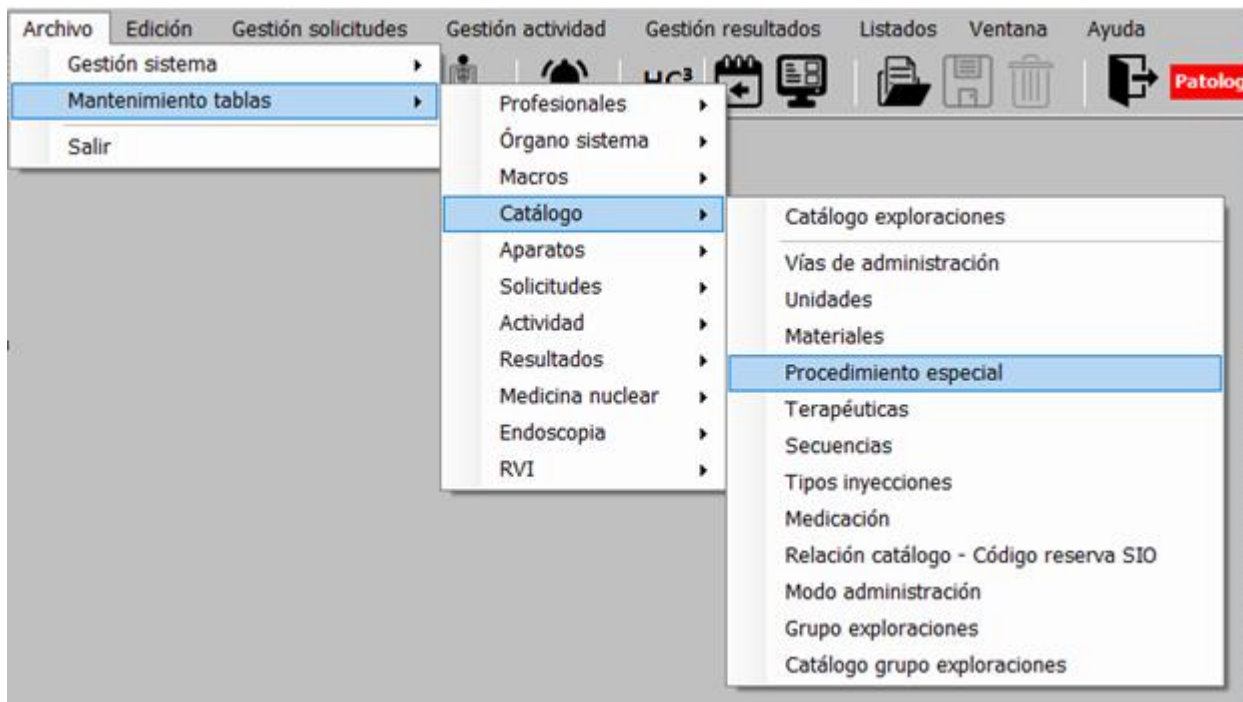 Archivo Edición Gestión solicitudes Gestión actividad Gestión resultados Listados Ventana Ayuda
Gestión sistema
Mantenimiento tablas
Salir
HC³
Patolog
Profesionales
Órgano sistema
Macros
Catálogo
Aparatos
Solicitudes
Actividad
Resultados
Medicina nuclear
Endoscopia
RVI
Catálogo exploraciones
Vías de administración
Unidades
Materiales
Procedimiento especial
Terapéuticas
Secuencias
Tipos inyecciones
Medicación
Relación catálogo - Código reserva SIO
Modo administración
Grupo exploraciones
Catálogo grupo exploraciones